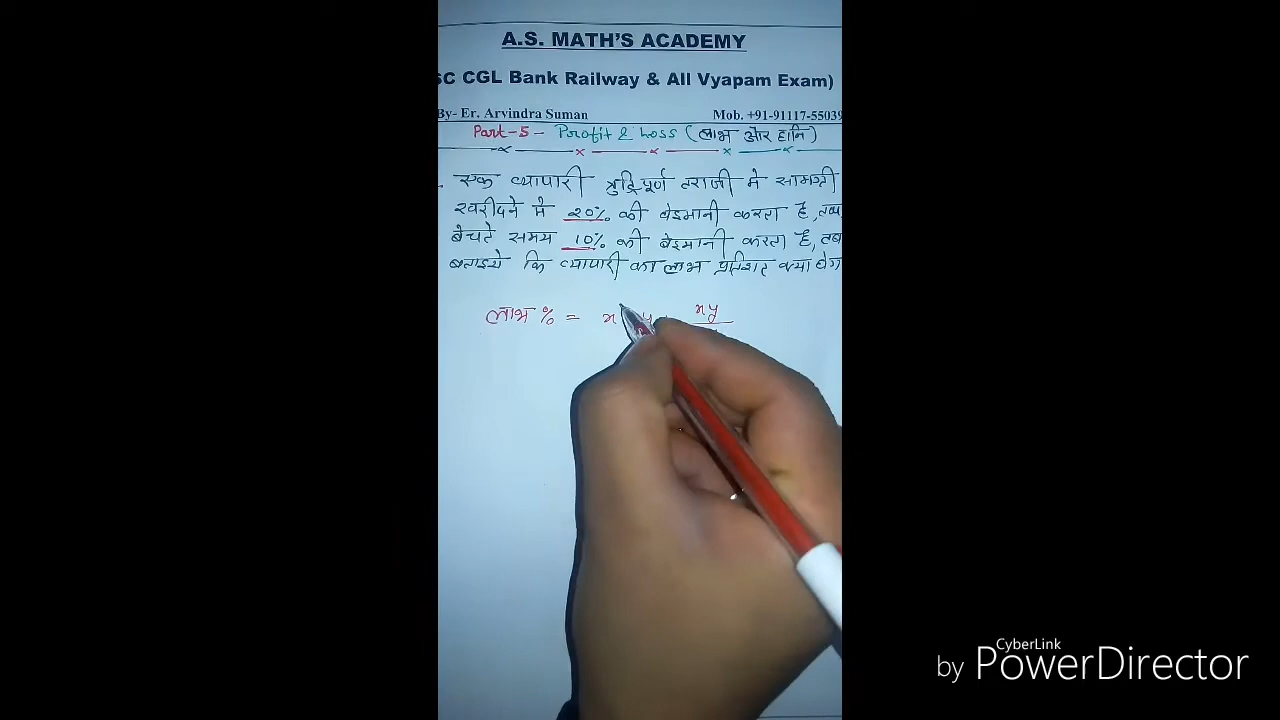 A.S. MATH'S ACADEMY
SC CGL Bank Railway & All Vyapam Exam)
By- Er. Arvindra Suman Mob. +91-91117-55039
Part-5 - Profit & Loss (लाभ और हानि)
एक व्यापारी त्रुटिपूर्ण तराजी मे सामग्री
खरीदने मे 20% की बेइमानी करता है, तथा
बेचते समय 10% की बेइमानी करता है, तब
बताइये कि व्यापारी का लाभ प्रतिशत क्या होग
लाभ % = x y xy
CyberLink
by PowerDirector